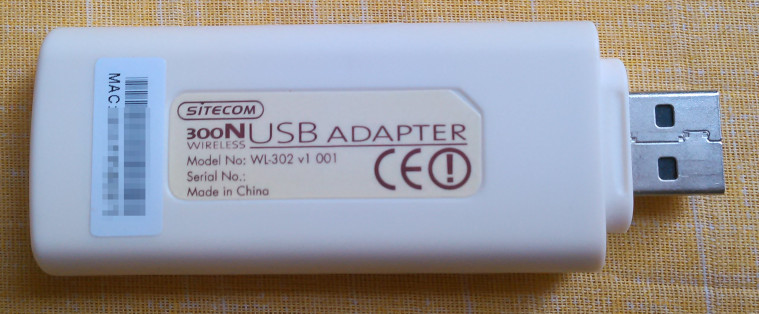 MAC:
SiTECOM
300N USB ADAPTER
WIRELESS
Model No: WL-302 v1 001
Serial No.:
Made in China
CE!